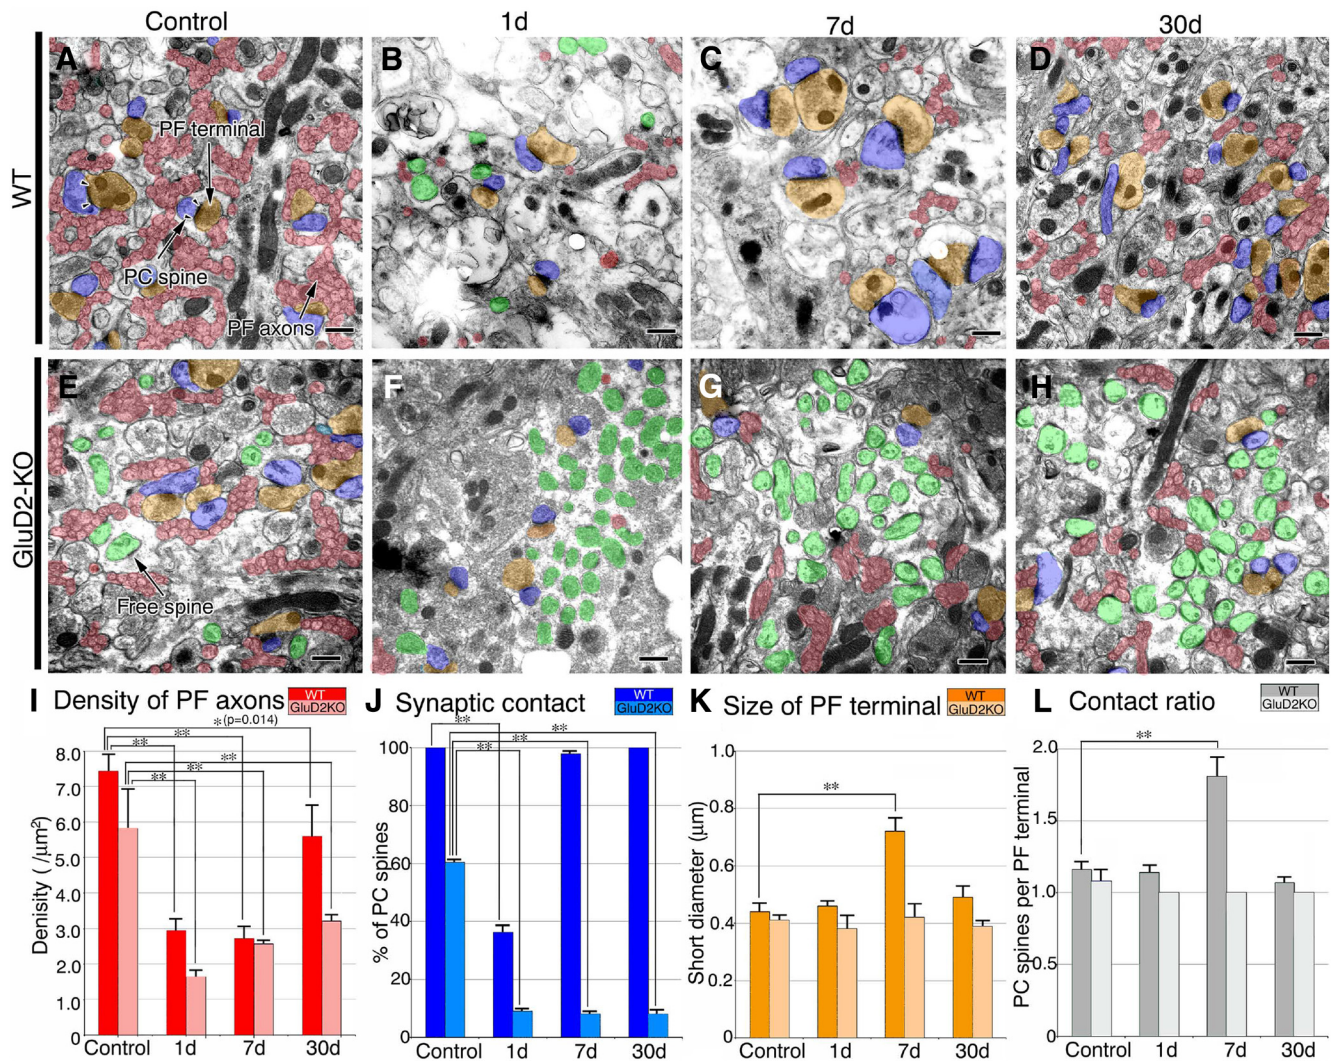 Control 1d 7d 30d
WT
A B C D
PF terminal
PC spine
PF axons
GluD2-KO
E F G H
Free spine
I Density of PF axons WT
GluD2KO
*(p=0.014)
** ** ** ** **
8.0
7.0
6.0
5.0
4.0
3.0
2.0
1.0
0
Denisity ( /μm²)
Control 1d 7d 30d
J Synaptic contact WT
GluD2KO
** ** ** **
100
80
60
40
20
0
% of PC spines
Control 1d 7d 30d
K Size of PF terminal WT
GluD2KO
**
1.0
0.8
0.6
0.4
0.2
0
Short diameter (μm)
Control 1d 7d 30d
L Contact ratio WT
GluD2KO
**
2.0
1.5
1.0
0.5
0
PC spines per PF terminal
Control 1d 7d 30d